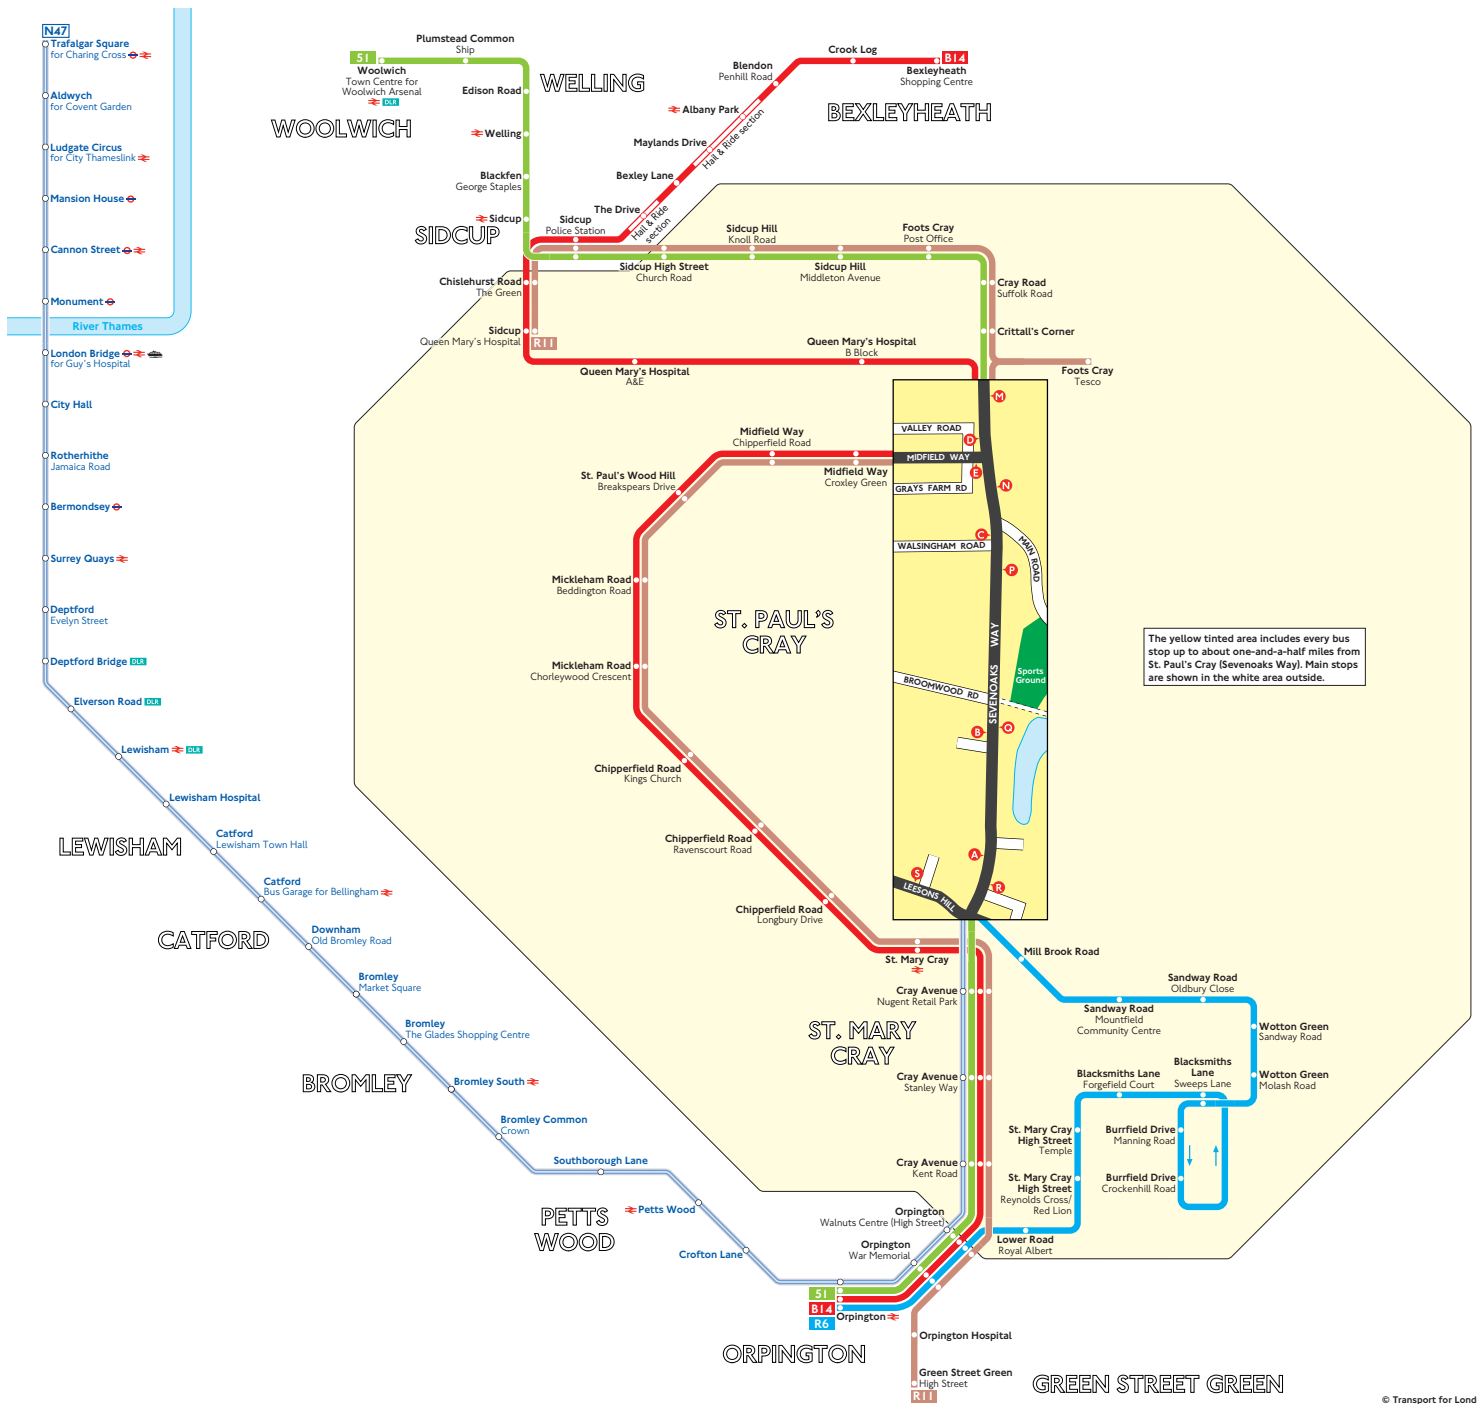 N47
Trafalgar Square
for Charing Cross
Aldwych
for Covent Garden
Ludgate Circus
for City Thameslink
Mansion House
Cannon Street
Monument
River Thames
London Bridge
for Guy's Hospital
City Hall
Rotherhithe
Jamaica Road
Bermondsey
Surrey Quays
Deptford
Evelyn Street
Deptford Bridge DLR
Elverson Road DLR
Lewisham DLR
Lewisham Hospital
LEWISHAM
Catford
Lewisham Town Hall
Catford
Bus Garage for Bellingham
CATFORD
Downham
Old Bromley Road
Bromley
Market Square
Bromley
The Glades Shopping Centre
BROMLEY
Bromley South
Bromley Common
Crown
Southborough Lane
Petts Wood
PETTS
WOOD
Crofton Lane
51
Woolwich
Town Centre for
Woolwich Arsenal
DLR
WOOLWICH
Plumstead Common
Ship
Edison Road
WELLING
Welling
Blackfen
George Staples
Sidcup
SIDCUP
Sidcup
Police Station
B14
Bexleyheath
Shopping Centre
BEXLEYHEATH
Crook Log
Blendon
Penhill Road
Albany Park
Maylands Drive
Hail & Ride section
Bexley Lane
The Drive
Hail & Ride
section
Sidcup High Street
Church Road
Sidcup Hill
Knoll Road
Sidcup Hill
Middleton Avenue
Foots Cray
Post Office
Chislehurst Road
The Green
Sidcup
Queen Mary's Hospital
R11
Cray Road
Suffolk Road
Crittall's Corner
Queen Mary's Hospital
A&E
Queen Mary's Hospital
B Block
Foots Cray
Tesco
M
VALLEY ROAD
D
MIDFIELD WAY
E
GRAYS FARM RD
N
C
WALSINGHAM ROAD
MAIN ROAD
P
SEVENOAKS WAY
Sports
Ground
BROOMWOOD RD
B
Q
A
S
R
LEESONS HILL
Midfield Way
Chipperfield Road
Midfield Way
Croxley Green
St. Paul's Wood Hill
Breakspears Drive
Mickleham Road
Beddington Road
ST. PAUL'S
CRAY
Mickleham Road
Chorleywood Crescent
Chipperfield Road
Kings Church
Chipperfield Road
Ravenscourt Road
Chipperfield Road
Longbury Drive
St. Mary Cray
The yellow tinted area includes every bus
stop up to about one-and-a-half miles from
St. Paul's Cray (Sevenoaks Way). Main stops
are shown in the white area outside.
Cray Avenue
Nugent Retail Park
ST. MARY
CRAY
Cray Avenue
Stanley Way
Cray Avenue
Kent Road
Mill Brook Road
Sandway Road
Mountfield
Community Centre
Sandway Road
Oldbury Close
Wotton Green
Sandway Road
Wotton Green
Molash Road
Blacksmiths
Lane
Sweeps Lane
Blacksmiths Lane
Forgefield Court
Burrfield Drive
Manning Road
Burrfield Drive
Crockenhill Road
St. Mary Cray
High Street
Temple
St. Mary Cray
High Street
Reynolds Cross/
Red Lion
Lower Road
Royal Albert
Orpington
Walnuts Centre (High Street)
Orpington
War Memorial
51
B14
R6
Orpington
ORPINGTON
Orpington Hospital
Green Street Green
High Street
R11
GREEN STREET GREEN
© Transport for Lond